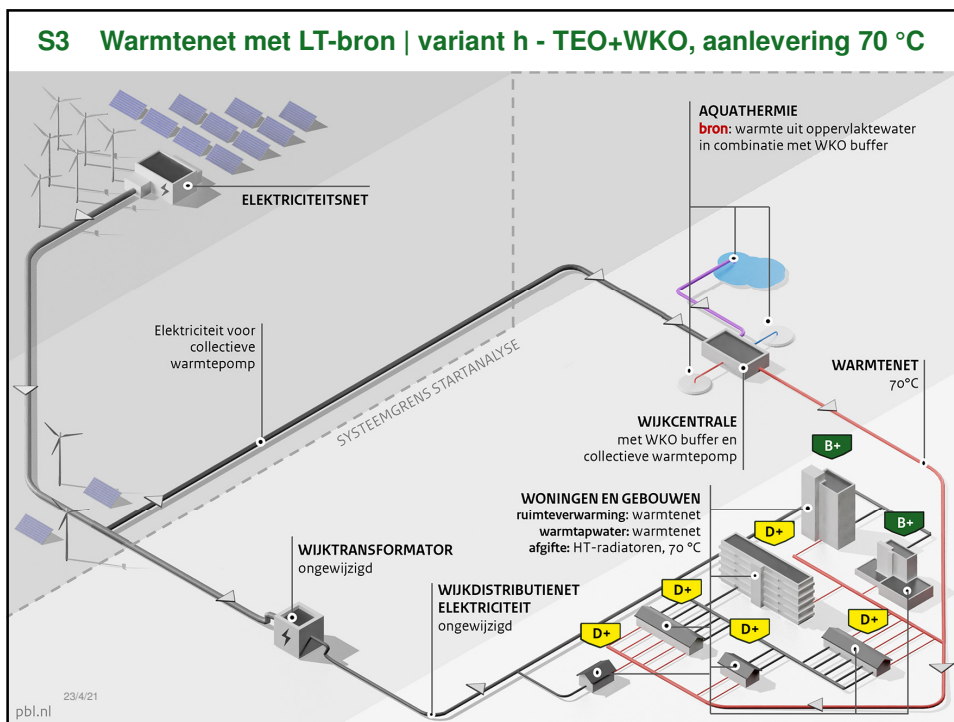 S3 Warmtenet met LT-bron | variant h - TEO+WKO, aanlevering 70 °C
AQUATHERMIE
bron: warmte uit oppervlaktewater
in combinatie met WKO buffer
ELEKTRICITEITSNET
Elektriciteit voor
collectieve
warmtepomp
SYSTEEMGRENS STARTANALYSE
WARMTENET
70°C
WIJKCENTRALE
met WKO buffer en
collectieve warmtepomp
B+
WONINGEN EN GEBOUWEN
ruimteverwarming: warmtenet
warmtapwater: warmtenet
afgifte: HT-radiatoren, 70 °C
D+
B+
WIJKTRANSFORMATOR
ongewijzigd
WIJKDISTRIBUTIENET
ELEKTRICITEIT
ongewijzigd
D+
D+
D+
D+
23/4/21
pbl.nl